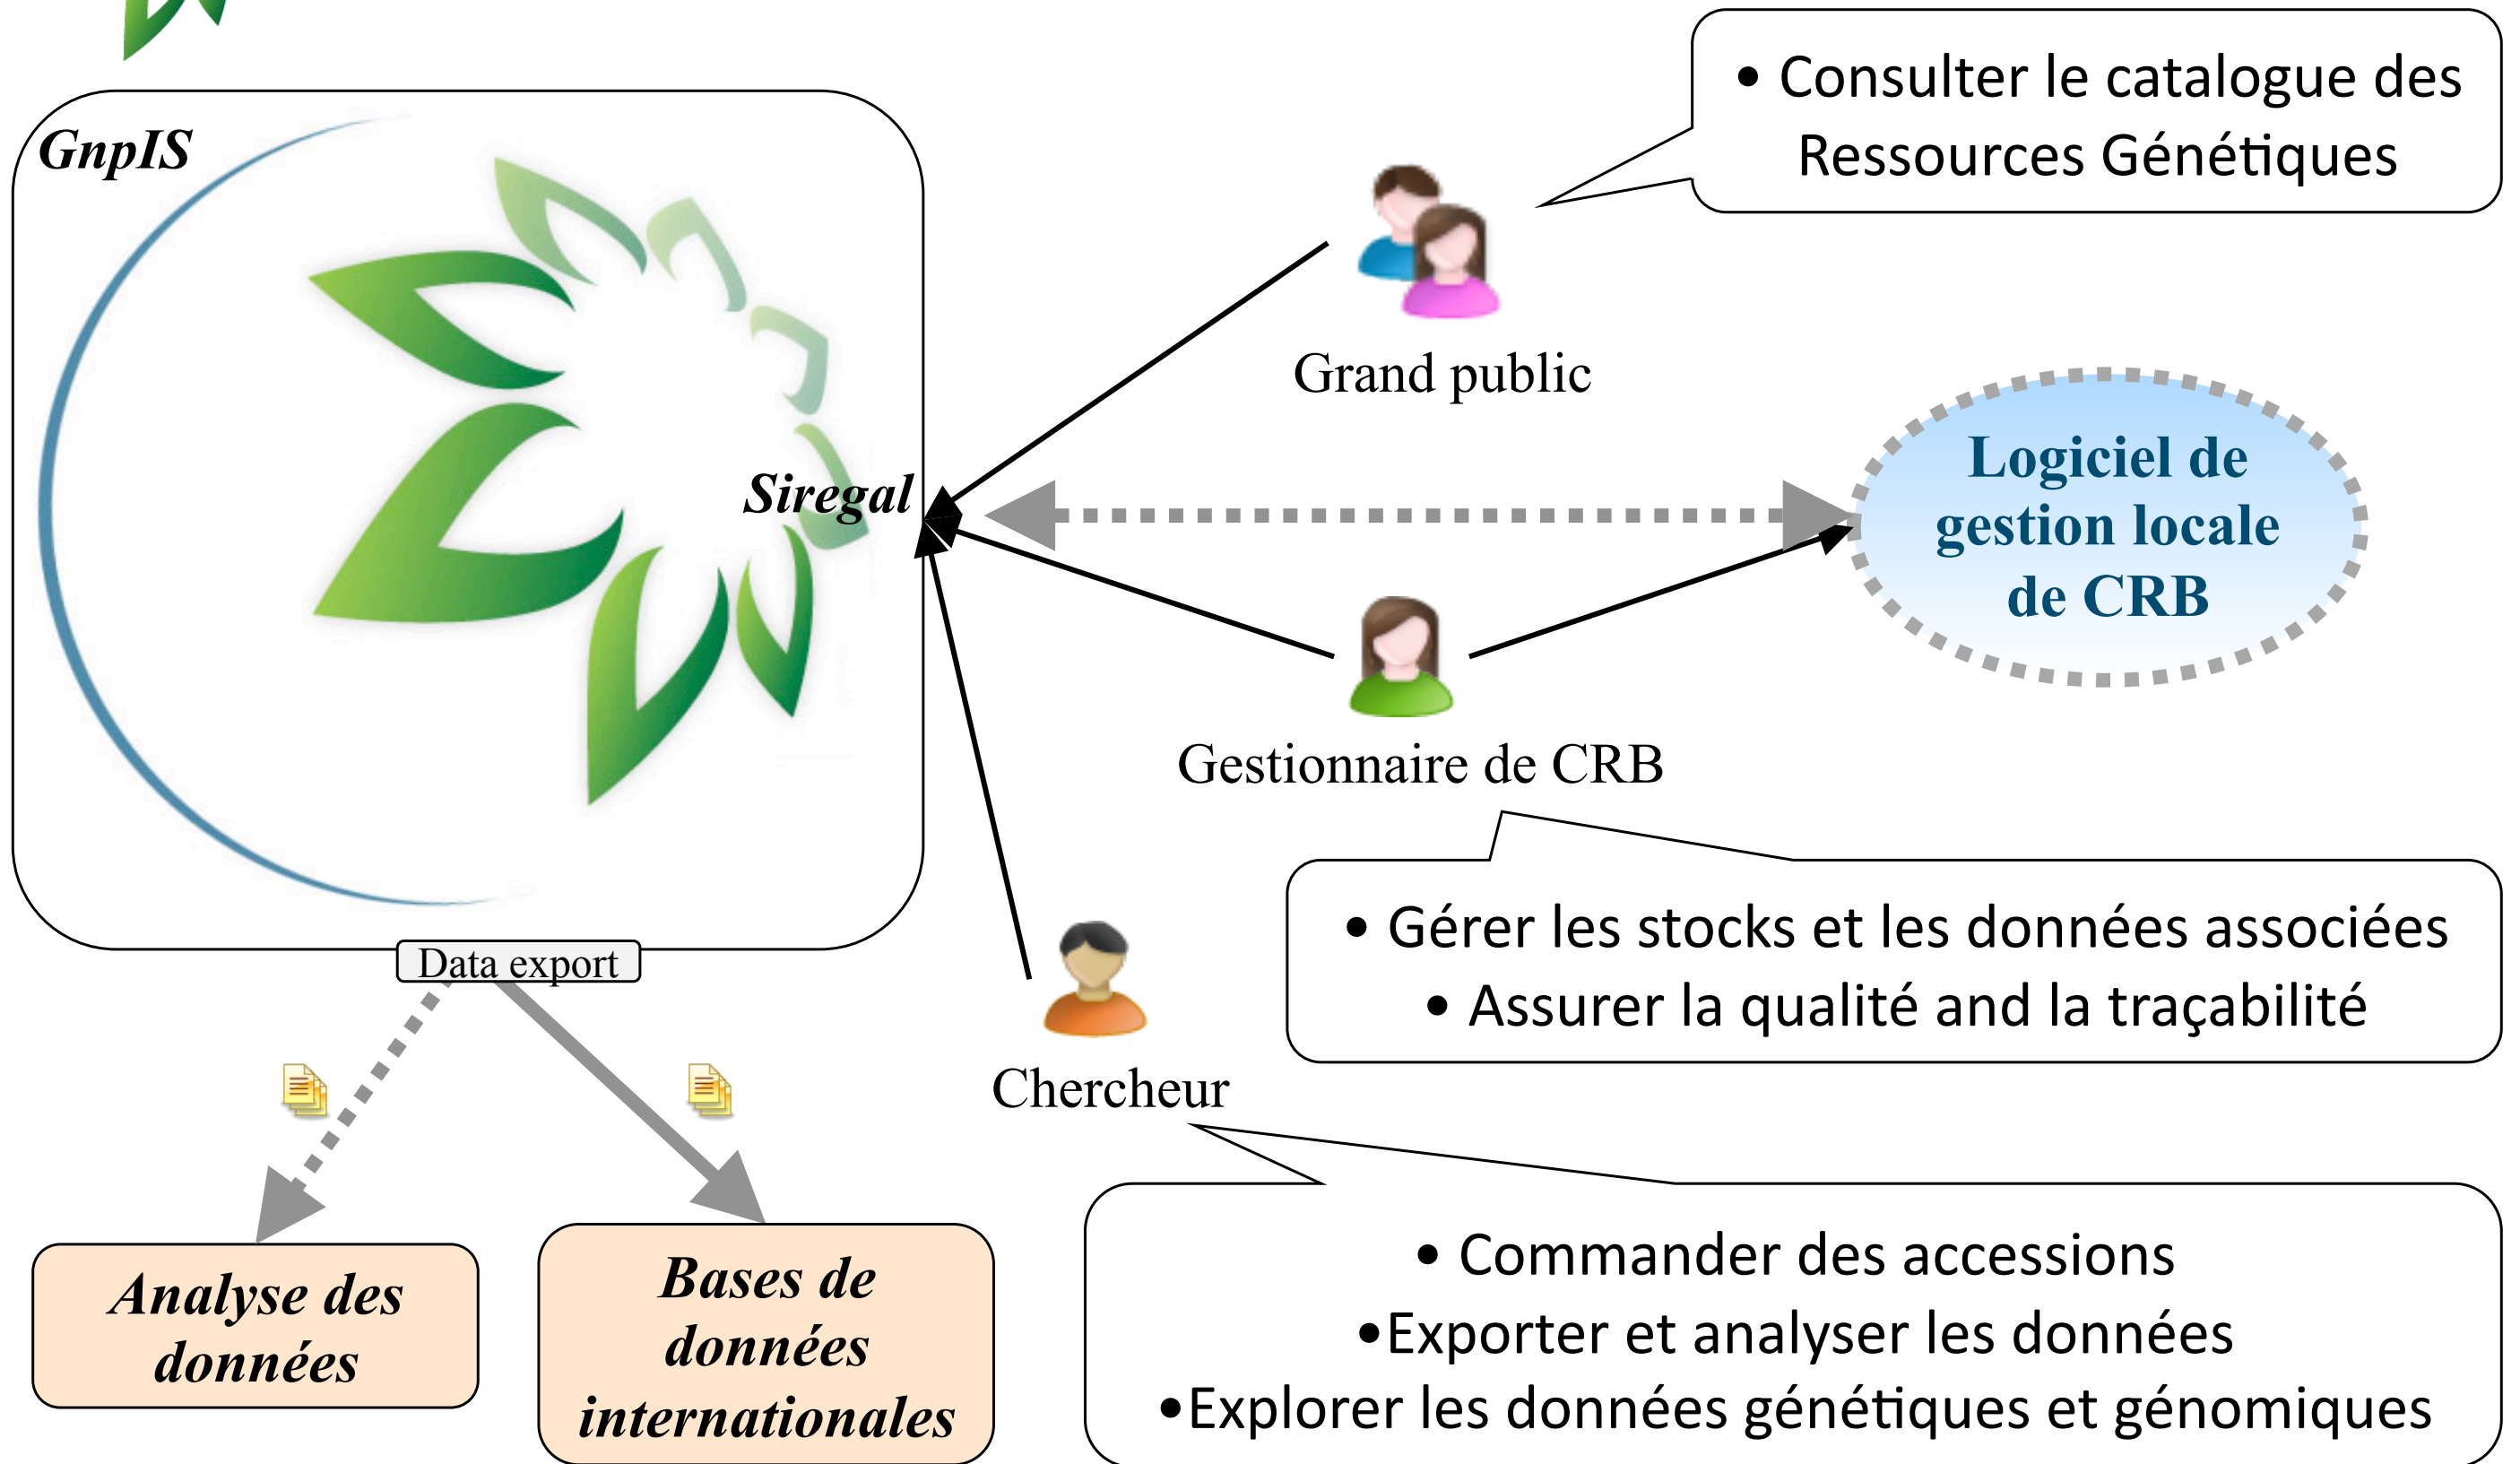 GnpIS
• Consulter le catalogue des
Ressources Génétiques
Grand public
Siregal
Logiciel de
gestion locale
de CRB
Gestionnaire de CRB
• Gérer les stocks et les données associées
• Assurer la qualité and la traçabilité
Data export
Chercheur
• Commander des accessions
•Exporter et analyser les données
•Explorer les données génétiques et génomiques
Analyse des
données
Bases de
données
internationales